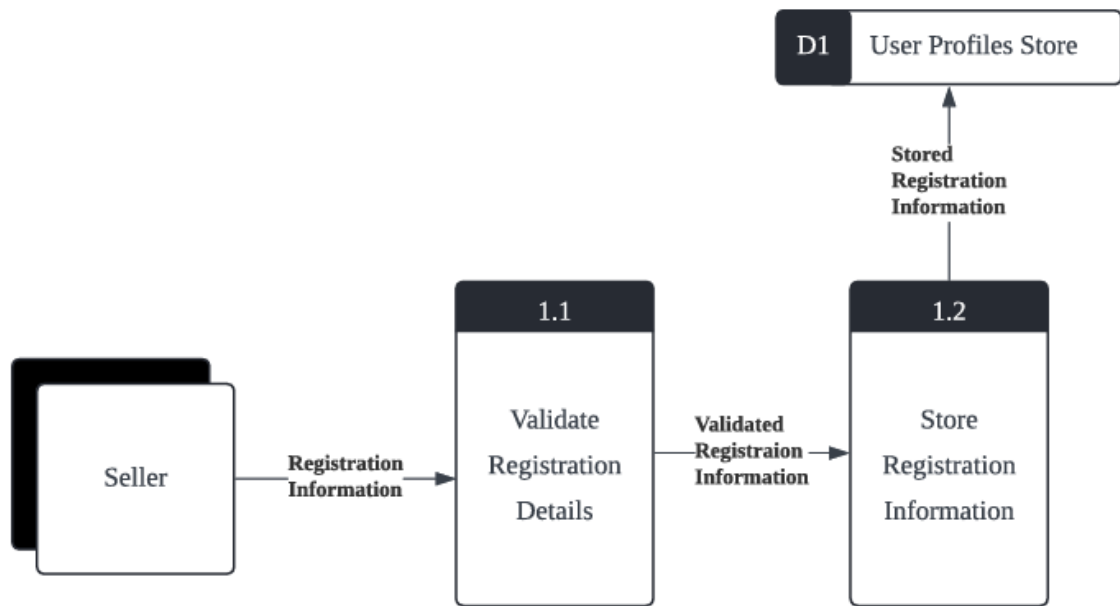 D1
User Profiles Store
Stored
Registration
Information
1.1
1.2
Validate
Registration
Details
Validated
Registraion
Information
Store
Registration
Information
Seller
Registration
Information